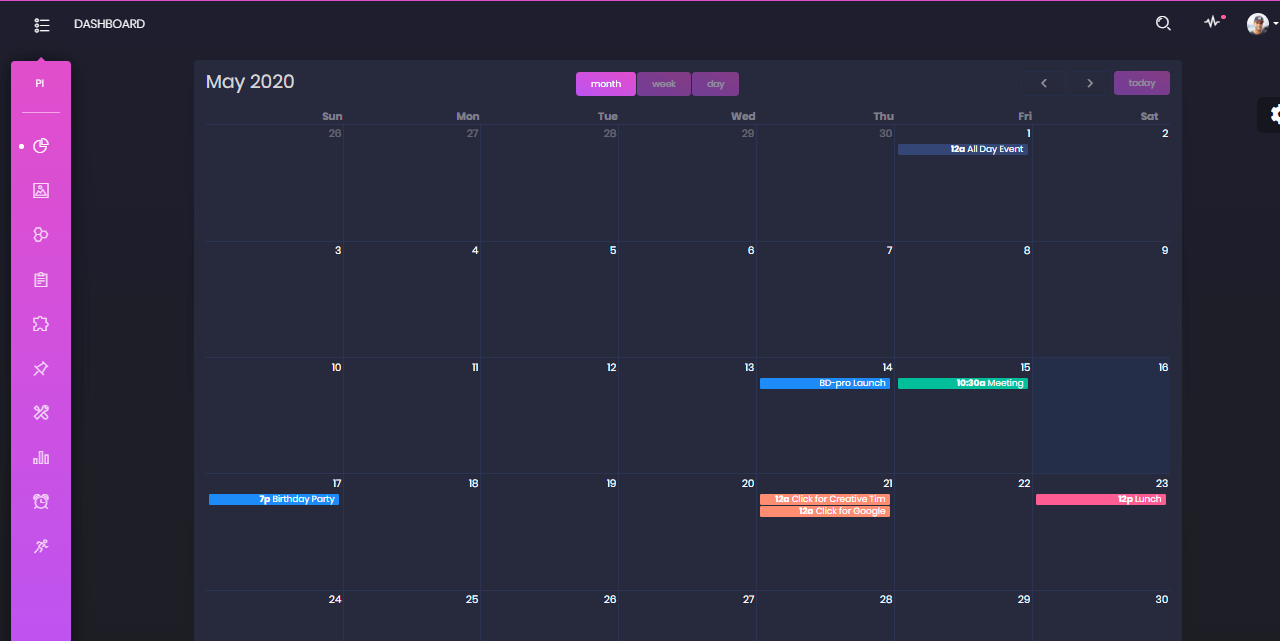 DASHBOARD
PI
May 2020
month week day
today
Sun Mon Tue Wed Thu Fri Sat
26 27 28 29 30 1 2
12a All Day Event
3 4 5 6 7 8 9
10 11 12 13 14 15 16
BD-pro Launch 10:30a Meeting
17 18 19 20 21 22 23
7p Birthday Party 12a Click for Creative Tim 12p Lunch
12a Click for Google
24 25 26 27 28 29 30